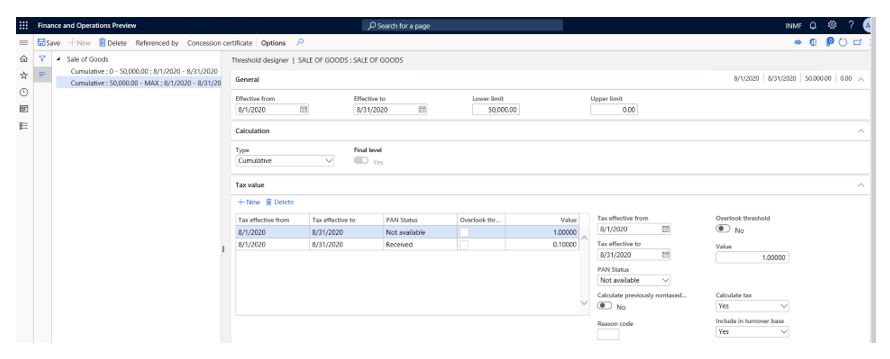 Finance and Operations Preview
Search for a page
INMF
?
A
Save
New
Delete
Referenced by
Concession certificate
Options
Sale of Goods
Cumulative : 0 - 50,000.00 ; 8/1/2020 - 8/31/2020
Cumulative : 50,000.00 - MAX ; 8/1/2020 - 8/31/20
Threshold designer | SALE OF GOODS : SALE OF GOODS
General
8/1/2020 | 8/31/2020 | 50,000.00 | 0.00
Effective from
Effective to
Lower limit
Upper limit
8/1/2020
8/31/2020
50,000.00
0.00
Calculation
Type
Final level
Cumulative
Yes
Tax value
+ New
Delete
Tax effective from
Tax effective to
PAN Status
Overlook thr...
Value
8/1/2020
8/31/2020
Not available
1.00000
8/1/2020
8/31/2020
Received
0.10000
Tax effective from
8/1/2020
Tax effective to
8/31/2020
PAN Status
Not available
Calculate previously nontaxed...
No
Reason code
Overlook threshold
No
Value
1.00000
Calculate tax
Yes
Include in turnover base
Yes